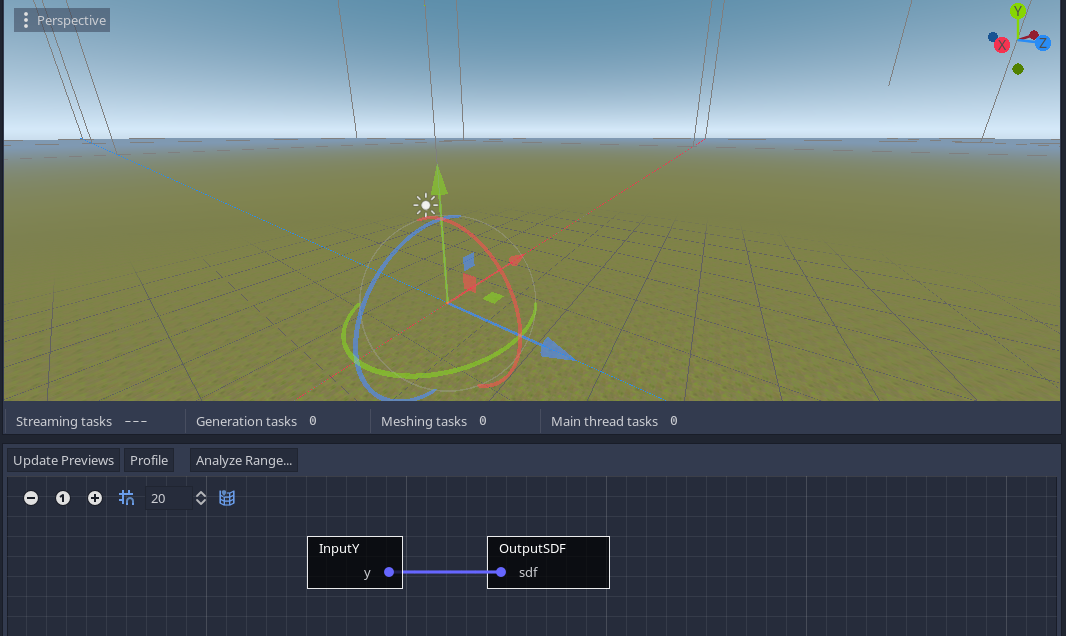 Perspective
Y
X
Z
Streaming tasks ---
Generation tasks 0
Meshing tasks 0
Main thread tasks 0
Update Previews
Profile
Analyze Range...
1
20
InputY
y
OutputSDF
sdf